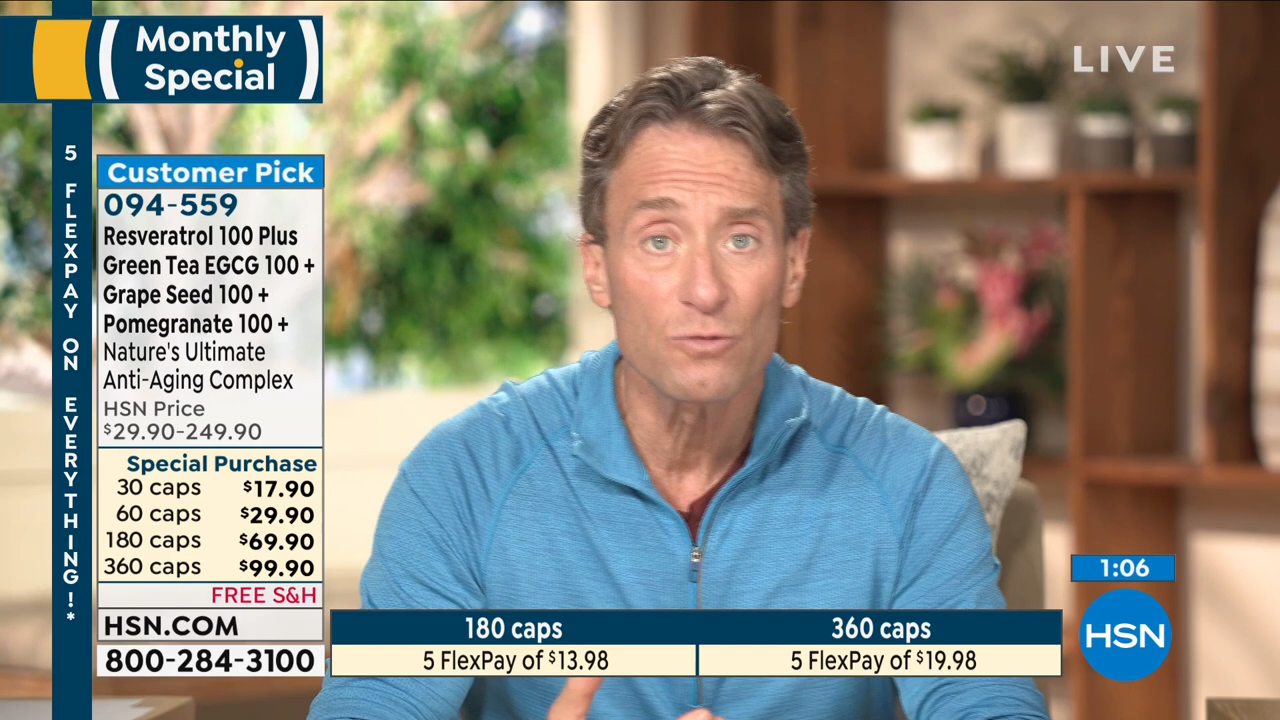 ( Monthly Special )
LIVE
5 FLEXPAY ON EVERYTHING!*
Customer Pick
094-559
Resveratrol 100 Plus
Green Tea EGCG 100 +
Grape Seed 100 +
Pomegranate 100 +
Nature's Ultimate
Anti-Aging Complex
HSN Price
$29.90-249.90
Special Purchase
30 caps $17.90
60 caps $29.90
180 caps $69.90
360 caps $99.90
FREE S&H
HSN.COM
800-284-3100
180 caps 360 caps
5 FlexPay of $13.98 5 FlexPay of $19.98
1:06
HSN